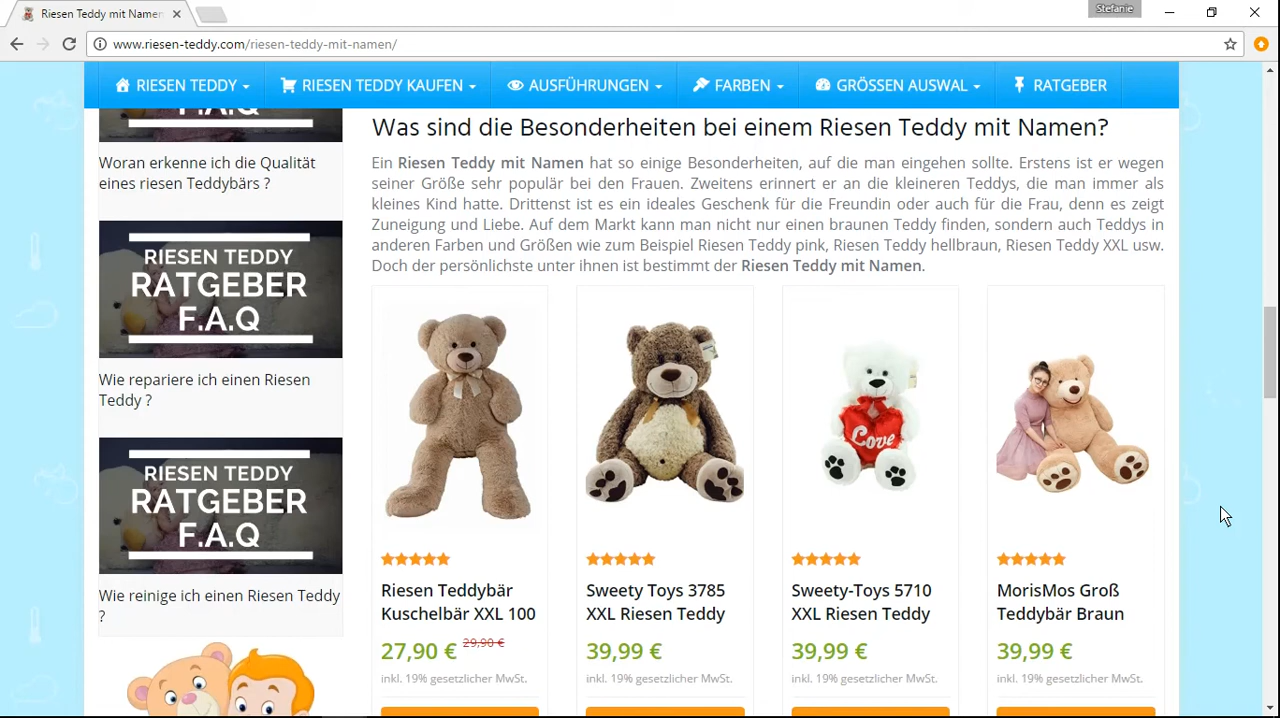 Riesen Teddy mit Namen
Stefanie
www.riesen-teddy.com/riesen-teddy-mit-namen/
RIESEN TEDDY
RIESEN TEDDY KAUFEN
AUSFÜHRUNGEN
FARBEN
GRÖSSEN AUSWAL
RATGEBER
Woran erkenne ich die Qualität
eines riesen Teddybärs ?
RIESEN TEDDY
RATGEBER
F.A.Q
Wie repariere ich einen Riesen
Teddy ?
RIESEN TEDDY
RATGEBER
F.A.Q
Wie reinige ich einen Riesen Teddy
?
Was sind die Besonderheiten bei einem Riesen Teddy mit Namen?
Ein Riesen Teddy mit Namen hat so einige Besonderheiten, auf die man eingehen sollte. Erstens ist er wegen
seiner Größe sehr populär bei den Frauen. Zweitens erinnert er an die kleineren Teddys, die man immer als
kleines Kind hatte. Drittenst ist es ein ideales Geschenk für die Freundin oder auch für die Frau, denn es zeigt
Zuneigung und Liebe. Auf dem Markt kann man nicht nur einen braunen Teddy finden, sondern auch Teddys in
anderen Farben und Größen wie zum Beispiel Riesen Teddy pink, Riesen Teddy hellbraun, Riesen Teddy XXL usw.
Doch der persönlichste unter ihnen ist bestimmt der Riesen Teddy mit Namen.
Love
Riesen Teddybär
Kuschelbär XXL 100
27,90 € 29,90 €
inkl. 19% gesetzlicher MwSt.
Sweety Toys 3785
XXL Riesen Teddy
39,99 €
inkl. 19% gesetzlicher MwSt.
Sweety-Toys 5710
XXL Riesen Teddy
39,99 €
inkl. 19% gesetzlicher MwSt.
MorisMos Groß
Teddybär Braun
39,99 €
inkl. 19% gesetzlicher MwSt.